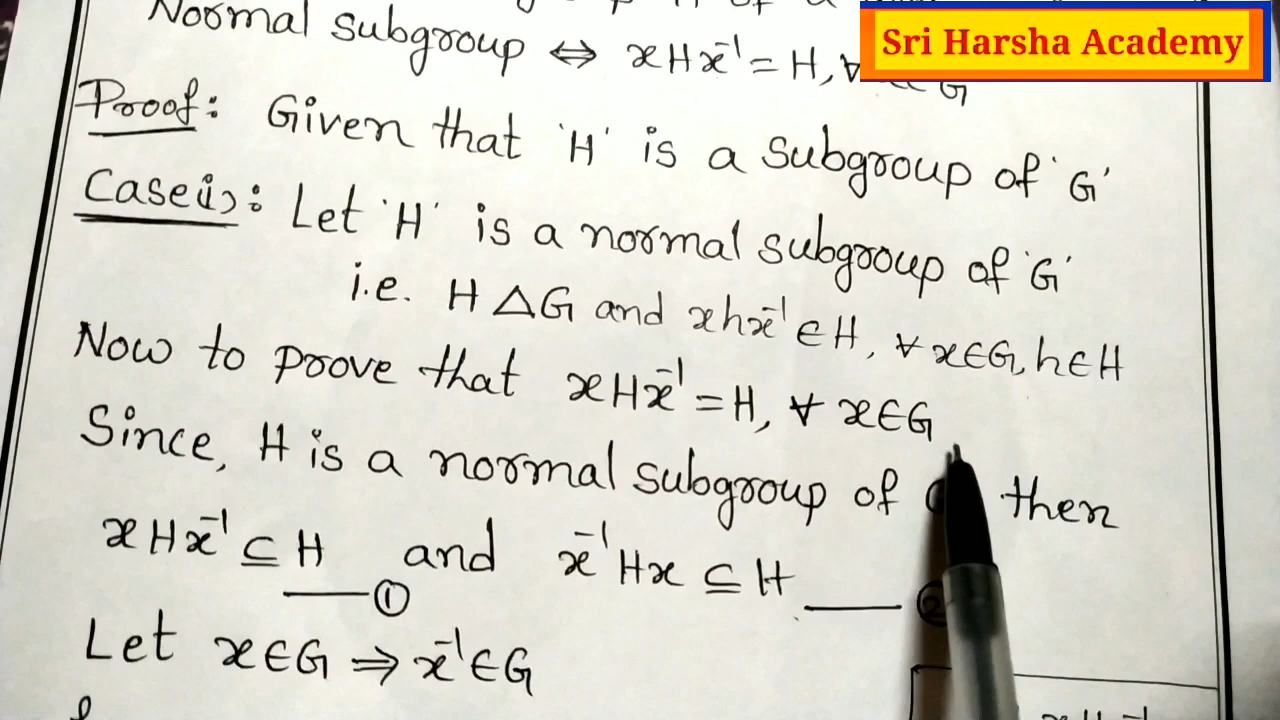 Sri Harsha Academy
Normal subgroup ⇔ xHx⁻¹ = H, ∀ G
Proof: Given that 'H' is a subgroup of 'G'
Case(i): Let 'H' is a normal subgroup of 'G'
i.e. H △ G and xhx⁻¹ ∈ H, ∀ x∈G, h∈H
Now to prove that xHx⁻¹ = H, ∀ x∈G
Since, H is a normal subgroup of then
xHx⁻¹ ⊆ H and x⁻¹Hx ⊆ H —— ②
—— ①
Let x∈G ⇒ x⁻¹∈G